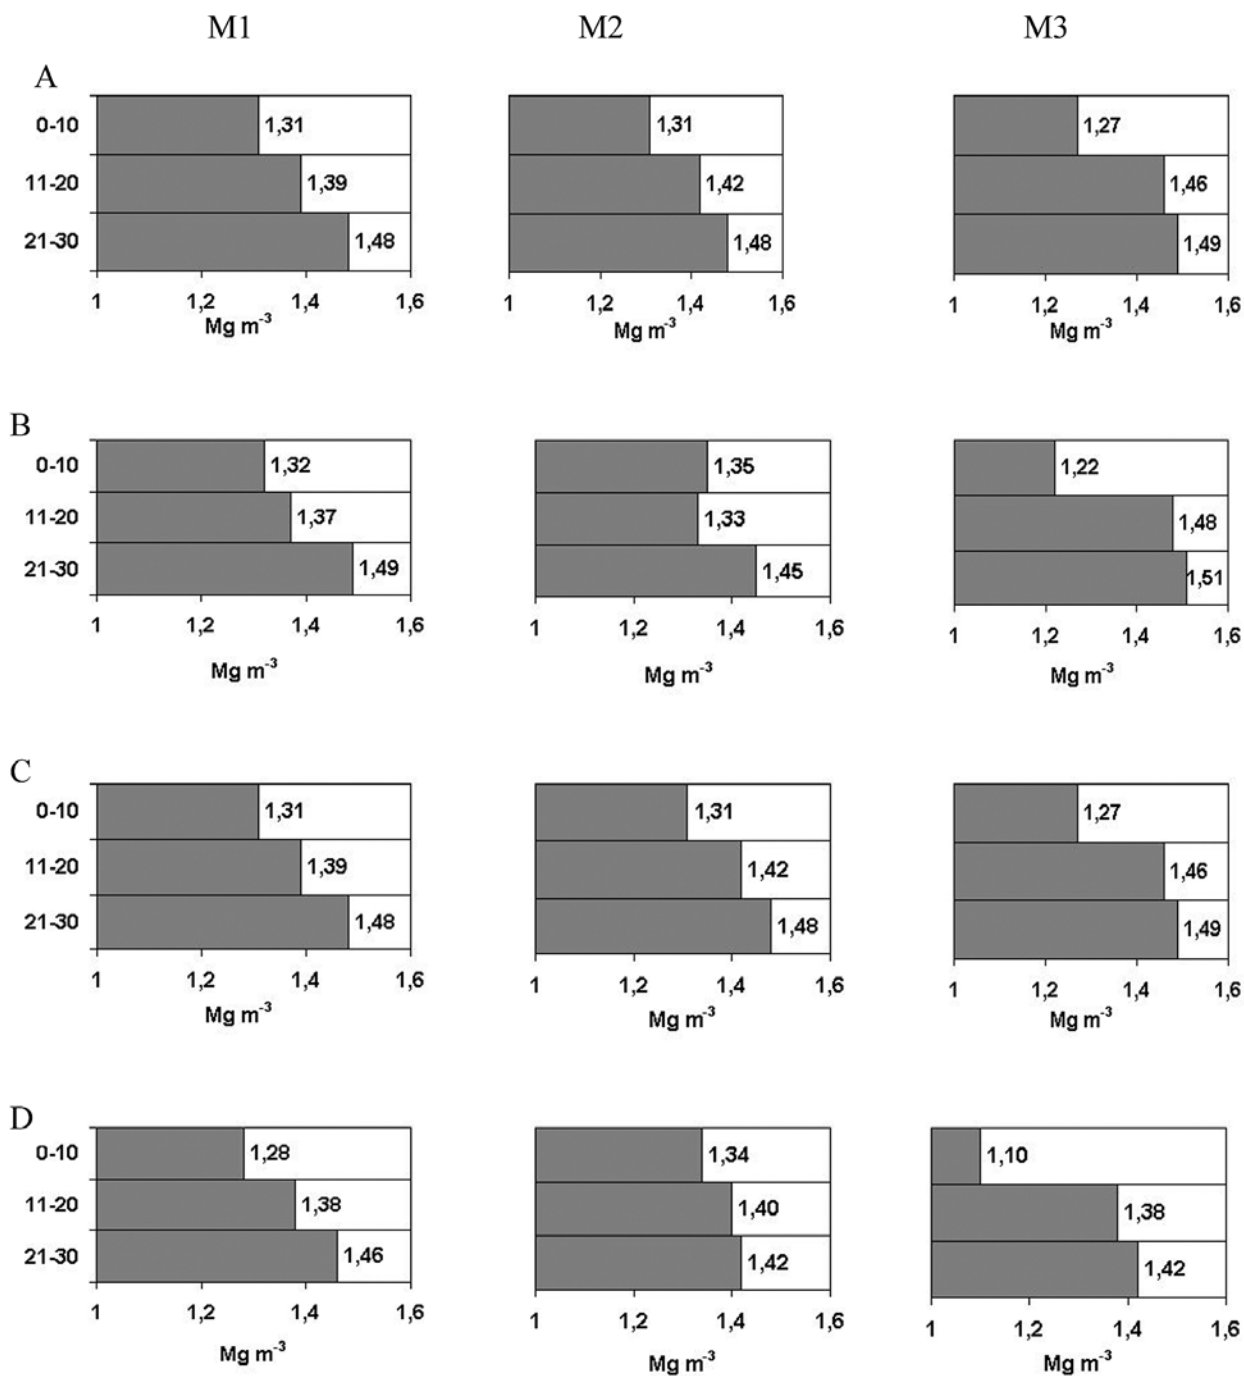 M1 M2 M3
A
0-10 1,31 1,31 1,27
11-20 1,39 1,42 1,46
21-30 1,48 1,48 1,49
1 1,2 1,4 1,6 1 1,2 1,4 1,6 1 1,2 1,4 1,6
Mg m⁻³ Mg m⁻³ Mg m⁻³
B
0-10 1,32 1,35 1,22
11-20 1,37 1,33 1,48
21-30 1,49 1,45 1,51
1 1,2 1,4 1,6 1 1,2 1,4 1,6 1 1,2 1,4 1,6
Mg m⁻³ Mg m⁻³ Mg m⁻³
C
0-10 1,31 1,31 1,27
11-20 1,39 1,42 1,46
21-30 1,48 1,48 1,49
1 1,2 1,4 1,6 1 1,2 1,4 1,6 1 1,2 1,4 1,6
Mg m⁻³ Mg m⁻³ Mg m⁻³
D
0-10 1,28 1,34 1,10
11-20 1,38 1,40 1,38
21-30 1,46 1,42 1,42
1 1,2 1,4 1,6 1 1,2 1,4 1,6 1 1,2 1,4 1,6
Mg m⁻³ Mg m⁻³ Mg m⁻³